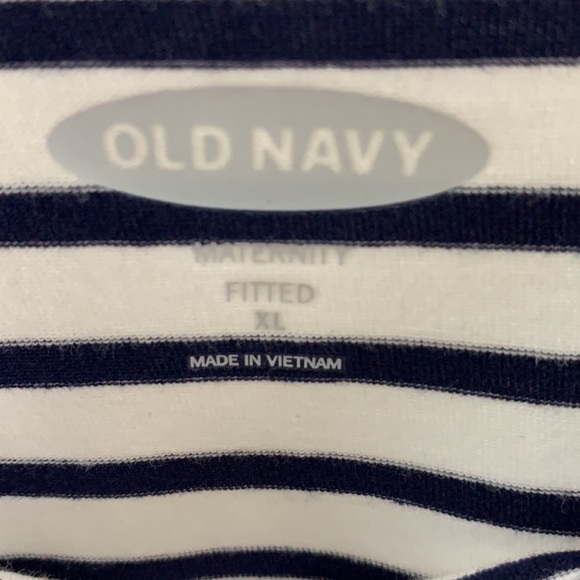 OLD NAVY
MATERNITY
FITTED
XL
MADE IN VIETNAM